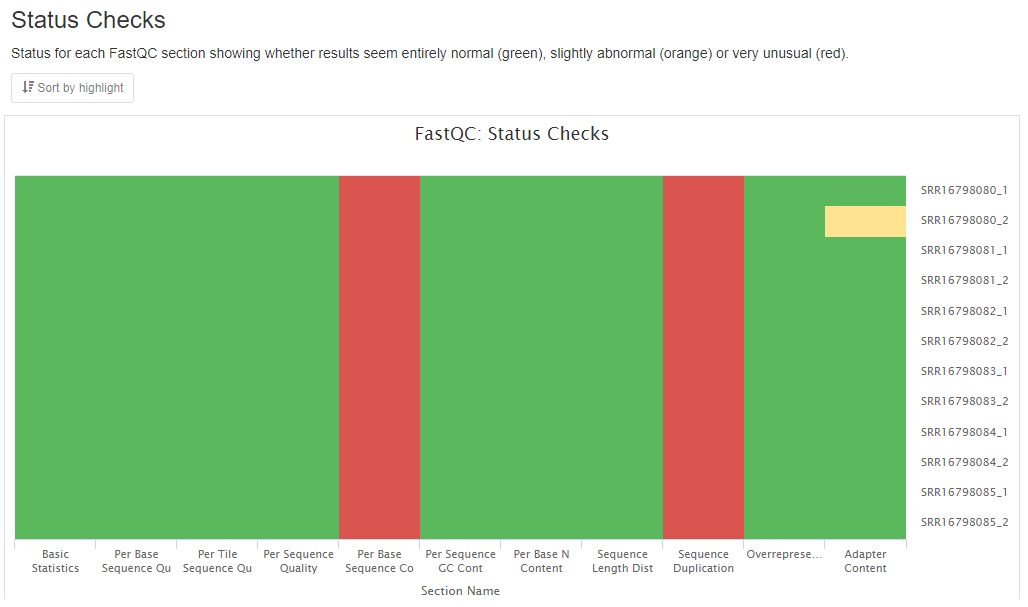 Status Checks
Status for each FastQC section showing whether results seem entirely normal (green), slightly abnormal (orange) or very unusual (red).
Sort by highlight
FastQC: Status Checks
SRR16798080_1
SRR16798080_2
SRR16798081_1
SRR16798081_2
SRR16798082_1
SRR16798082_2
SRR16798083_1
SRR16798083_2
SRR16798084_1
SRR16798084_2
SRR16798085_1
SRR16798085_2
Basic
Statistics
Per Base
Sequence Qu
Per Tile
Sequence Qu
Per Sequence
Quality
Per Base
Sequence Co
Per Sequence
GC Cont
Per Base N
Content
Sequence
Length Dist
Sequence
Duplication
Overreprese...
Adapter
Content
Section Name